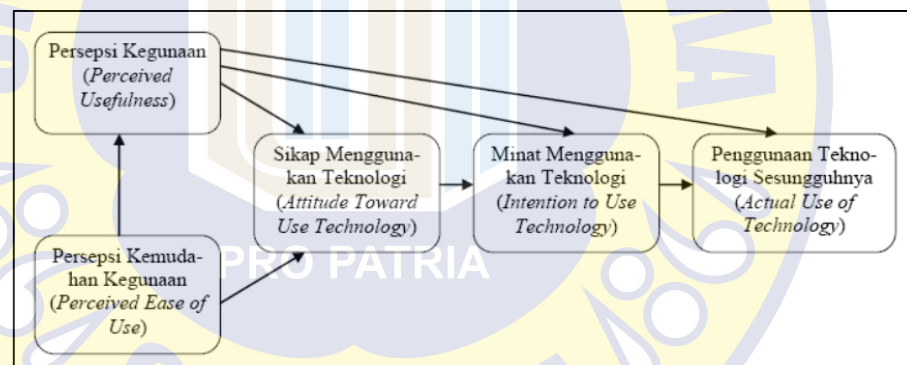 Persepsi Kegunaan
(Perceived
Usefulness)
Sikap Mengguna-
kan Teknologi
(Attitude Toward
Use Technology)
Minat Mengguna-
kan Teknologi
(Intention to Use
Technology)
Penggunaan Tekno-
logi Sesungguhnya
(Actual Use of
Technology)
Persepsi Kemuda-
han Kegunaan
(Perceived Ease of
Use)
PRO PATRIA
MA